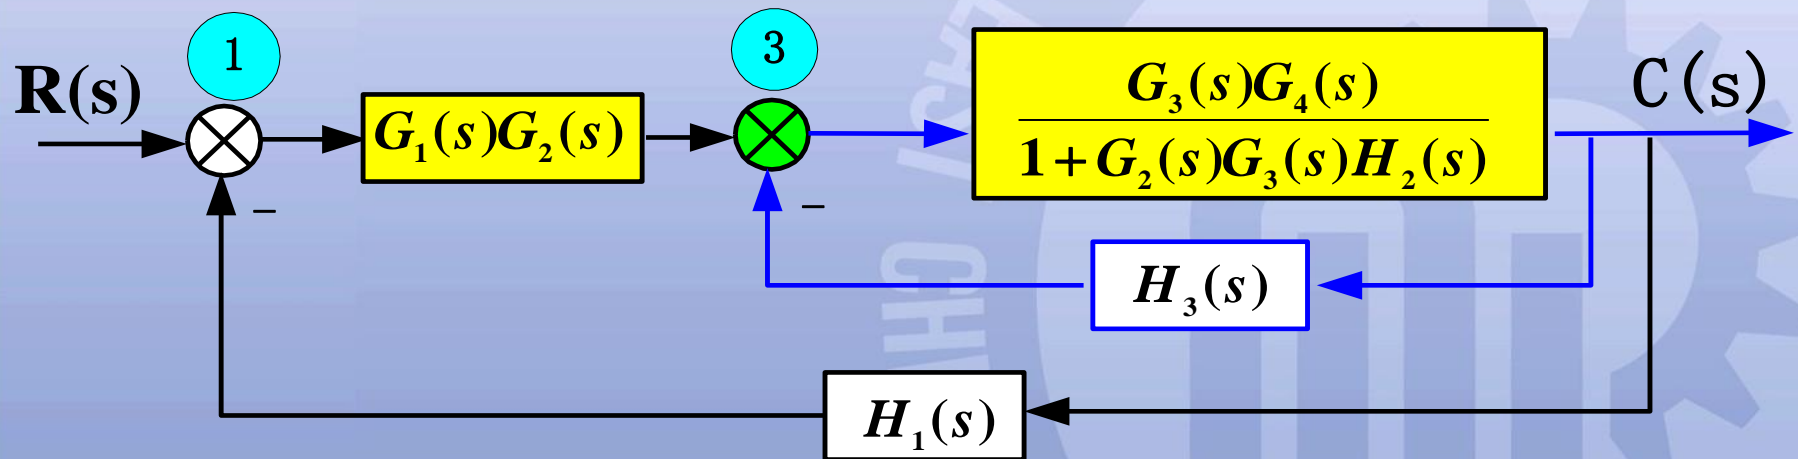 1
3
R(s)
G₁(s)G₂(s)
G₃(s)G₄(s)
1+G₂(s)G₃(s)H₂(s)
C(s)
−
−
H₃(s)
H₁(s)